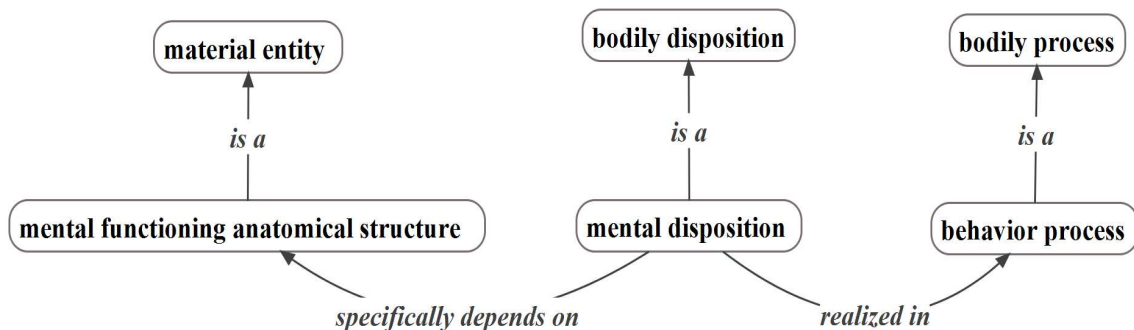 material entity
bodily disposition
bodily process
is a
is a
is a
mental functioning anatomical structure
mental disposition
behavior process
specifically depends on
realized in